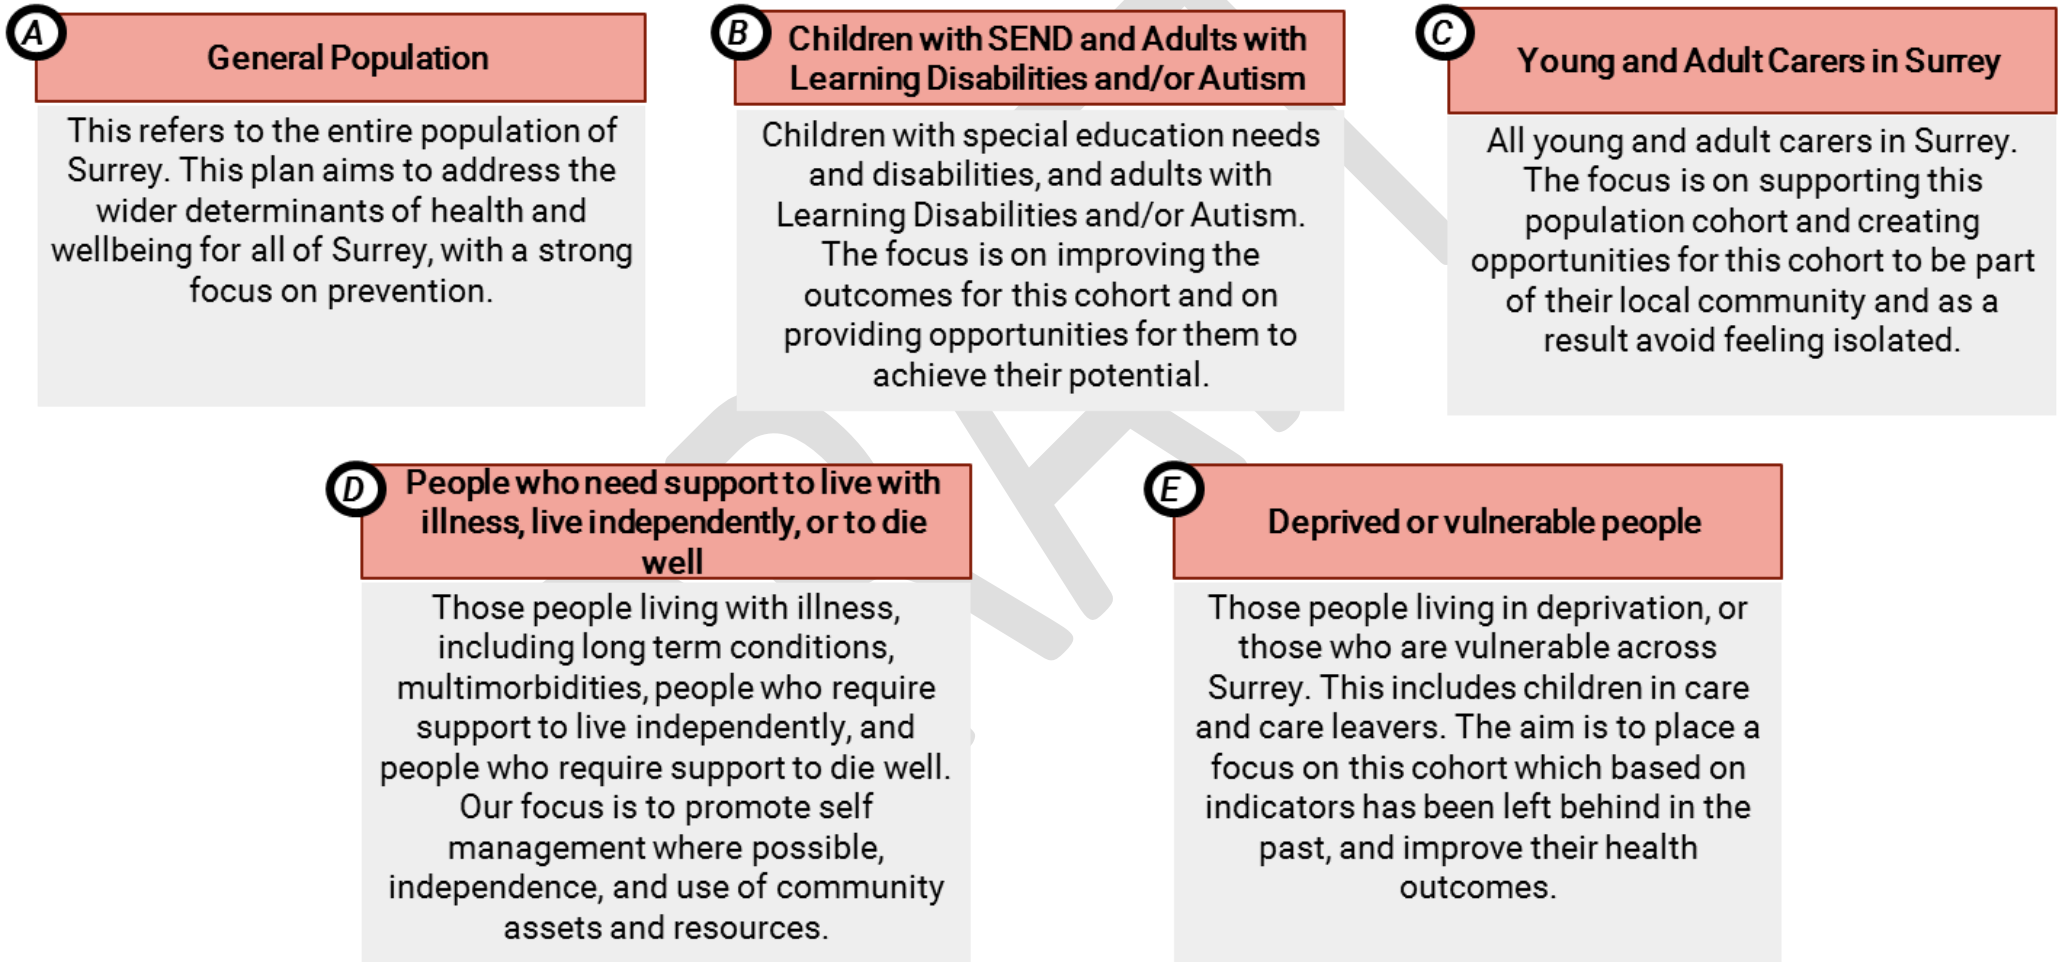 A
General Population
This refers to the entire population of
Surrey. This plan aims to address the
wider determinants of health and
wellbeing for all of Surrey, with a strong
focus on prevention.
B
Children with SEND and Adults with
Learning Disabilities and/or Autism
Children with special education needs
and disabilities, and adults with
Learning Disabilities and/or Autism.
The focus is on improving the
outcomes for this cohort and on
providing opportunities for them to
achieve their potential.
C
Young and Adult Carers in Surrey
All young and adult carers in Surrey.
The focus is on supporting this
population cohort and creating
opportunities for this cohort to be part
of their local community and as a
result avoid feeling isolated.
D
People who need support to live with
illness, live independently, or to die
well
Those people living with illness,
including long term conditions,
multimorbidities, people who require
support to live independently, and
people who require support to die well.
Our focus is to promote self
management where possible,
independence, and use of community
assets and resources.
E
Deprived or vulnerable people
Those people living in deprivation, or
those who are vulnerable across
Surrey. This includes children in care
and care leavers. The aim is to place a
focus on this cohort which based on
indicators has been left behind in the
past, and improve their health
outcomes.